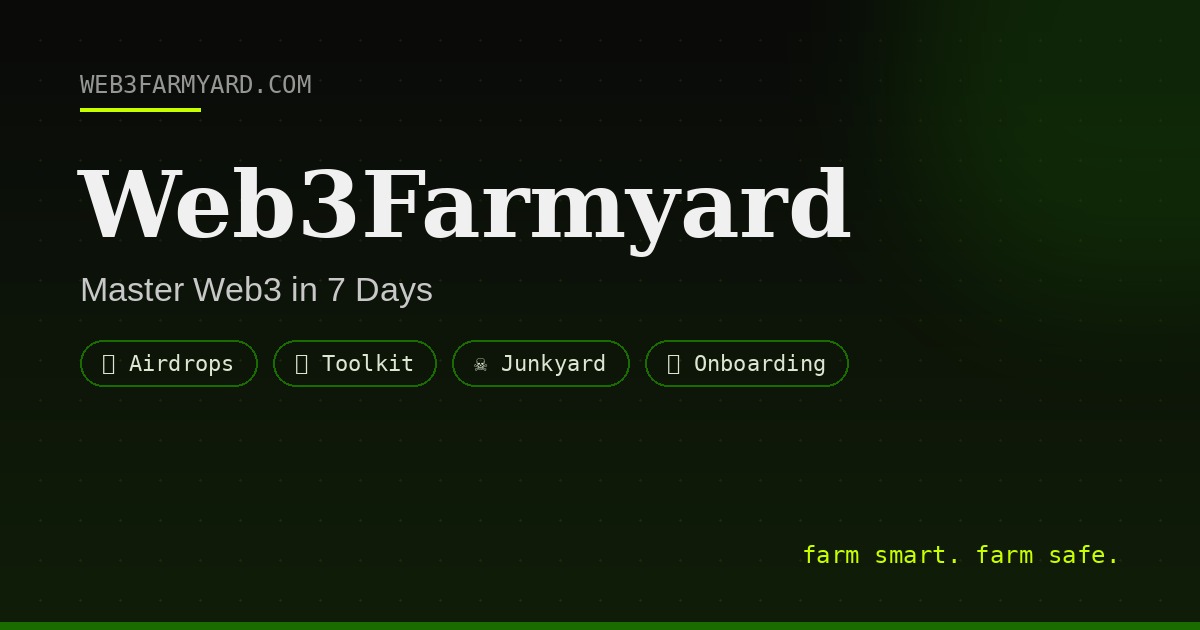 WEB3FARMYARD.COM
Web3Farmyard
Master Web3 in 7 Days
Airdrops
Toolkit
☠ Junkyard
Onboarding
farm smart. farm safe.